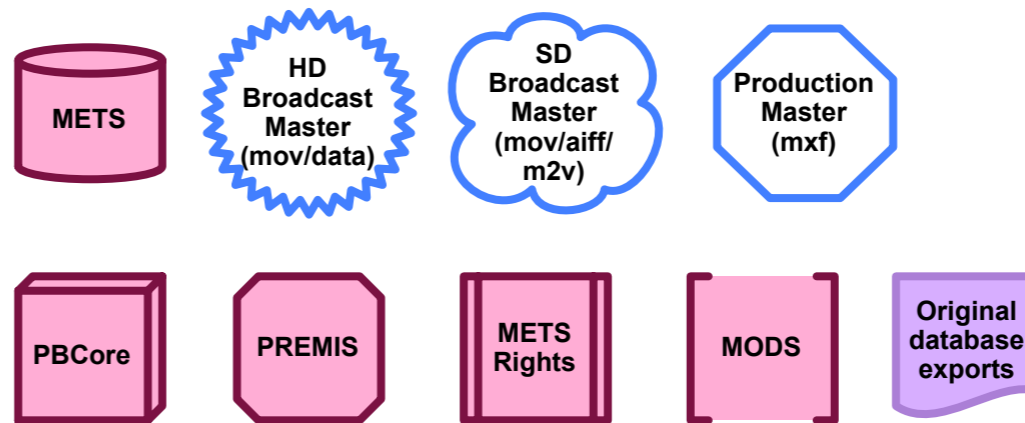 METS
HD
Broadcast
Master
(mov/data)
SD
Broadcast
Master
(mov/aiff/
m2v)
Production
Master
(mxf)
PBCore
PREMIS
METS
Rights
MODS
Original
database
exports